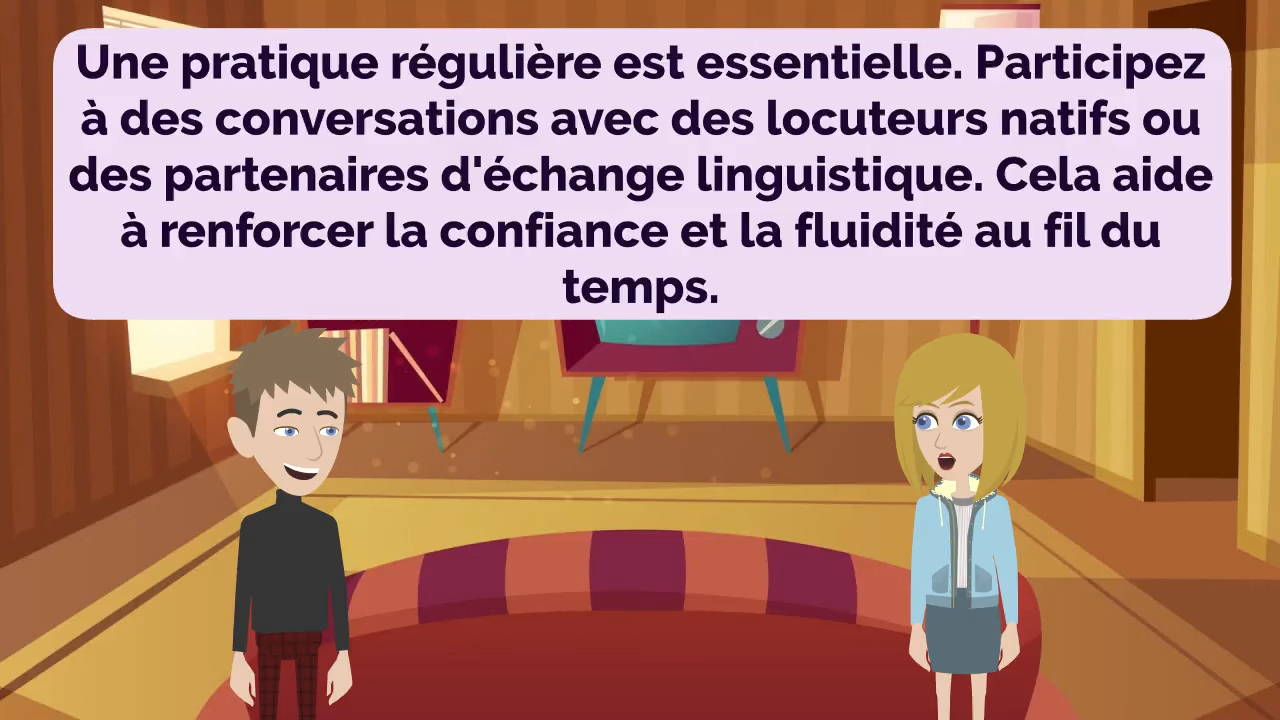 Une pratique régulière est essentielle. Participez
à des conversations avec des locuteurs natifs ou
des partenaires d'échange linguistique. Cela aide
à renforcer la confiance et la fluidité au fil du
temps.